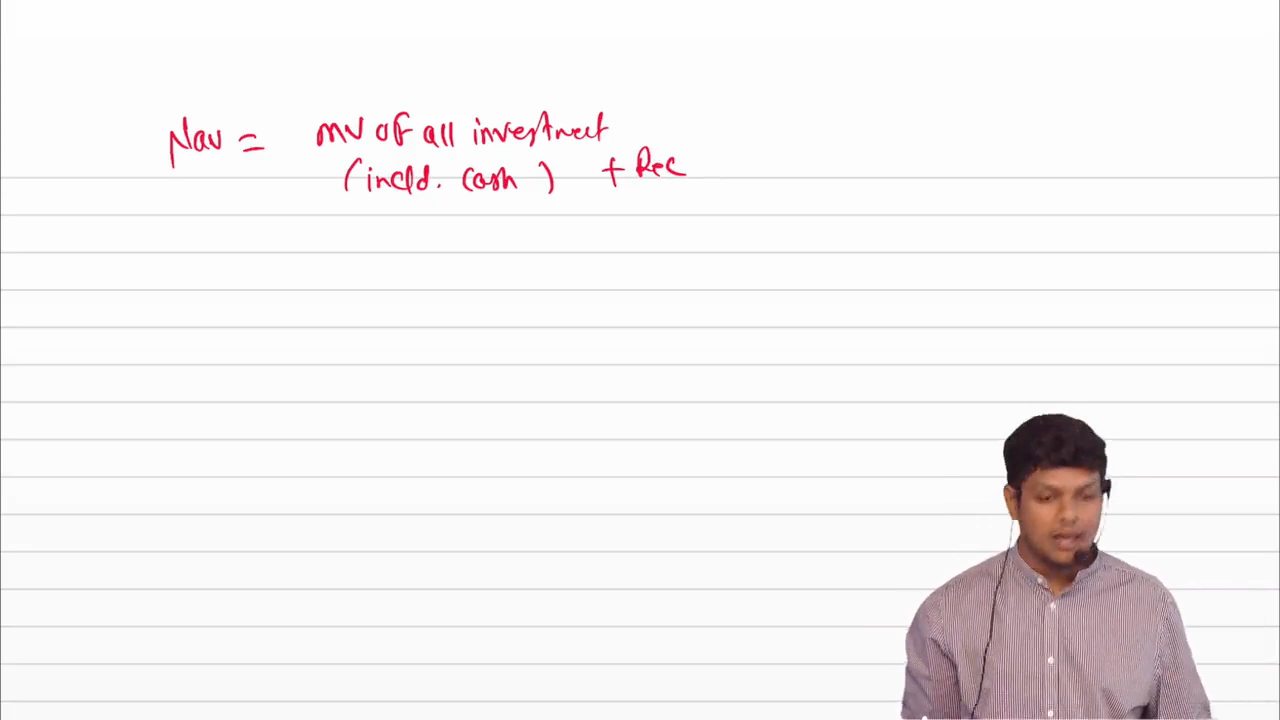 Nav = mv of all investment
(incld. cash) + Rec